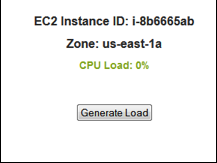 EC2 Instance ID: i-8b6665ab
Zone: us-east-1a
CPU Load: 0%
Generate Load